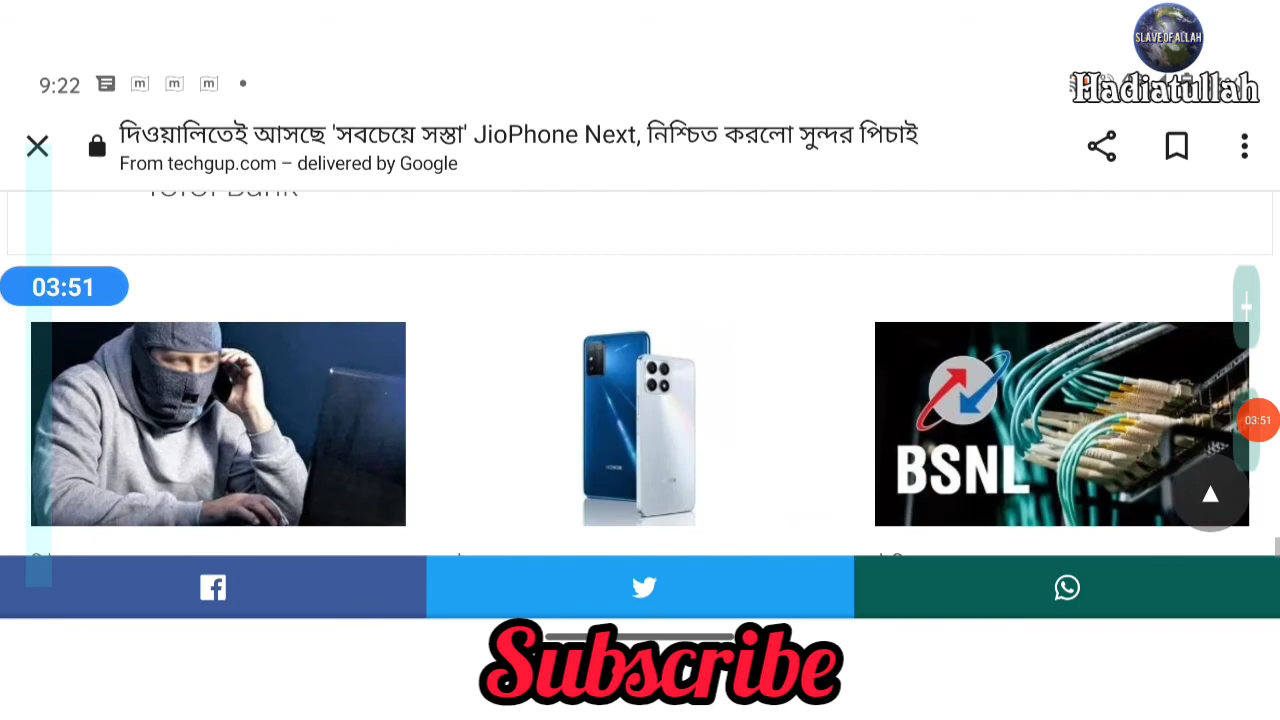 SLAVE OF ALLAH
Hadiatullah
9:22
m m m
দিওয়ালিতেই আসছে 'সবচেয়ে সস্তা' JioPhone Next, নিশ্চিত করলো সুন্দর পিচাই
From techgup.com – delivered by Google
03:51
HONOR
BSNL
03:51
Subscribe